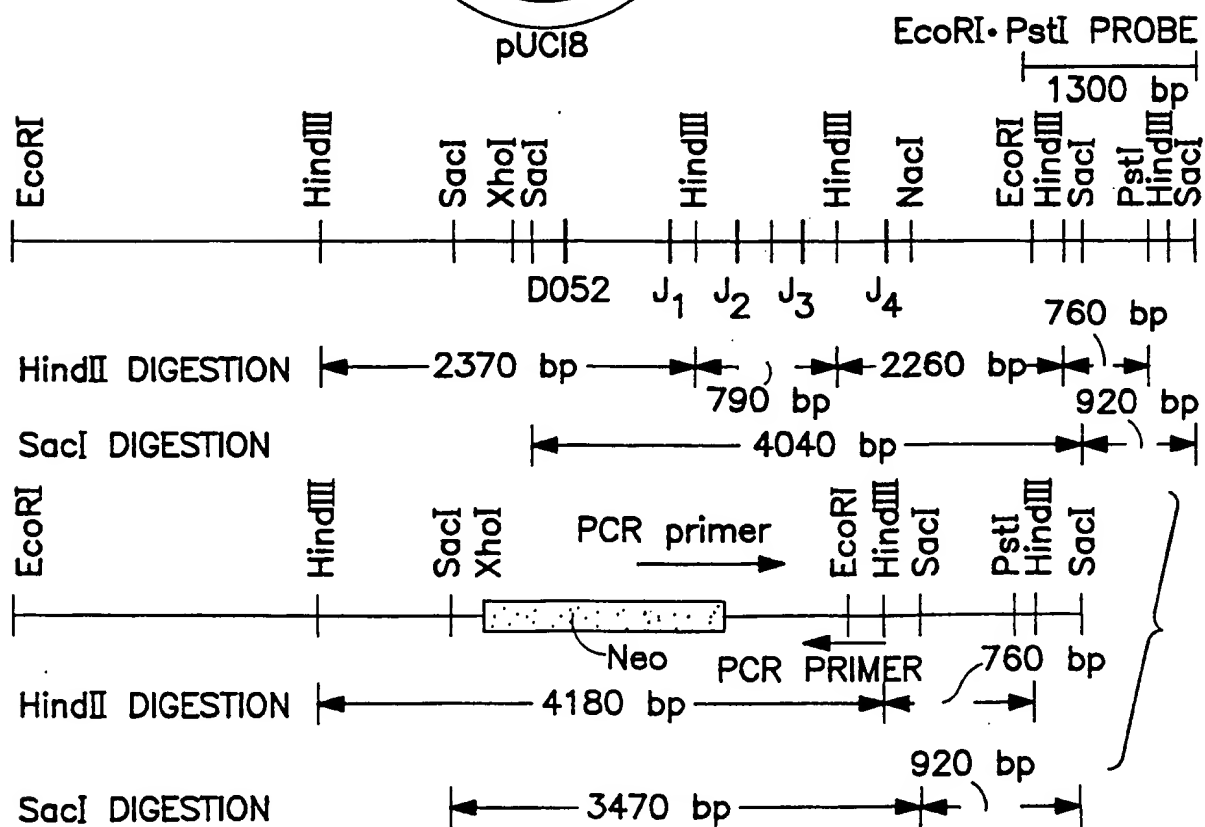 pUC18
EcoRI·PstI PROBE
1300 bp
EcoRI
HindIII
SacI
XhoI
SacI
HindIII
HindIII
NacI
EcoRI
HindIII
SacI
PstI
HindIII
SacI
D052
J1
J2
J3
J4
HindII DIGESTION
2370 bp
790 bp
2260 bp
760 bp
SacI DIGESTION
4040 bp
920 bp
EcoRI
HindIII
SacI
XhoI
PCR primer
EcoRI
HindIII
SacI
PstI
HindIII
SacI
Neo
PCR PRIMER
HindII DIGESTION
4180 bp
760 bp
SacI DIGESTION
3470 bp
920 bp